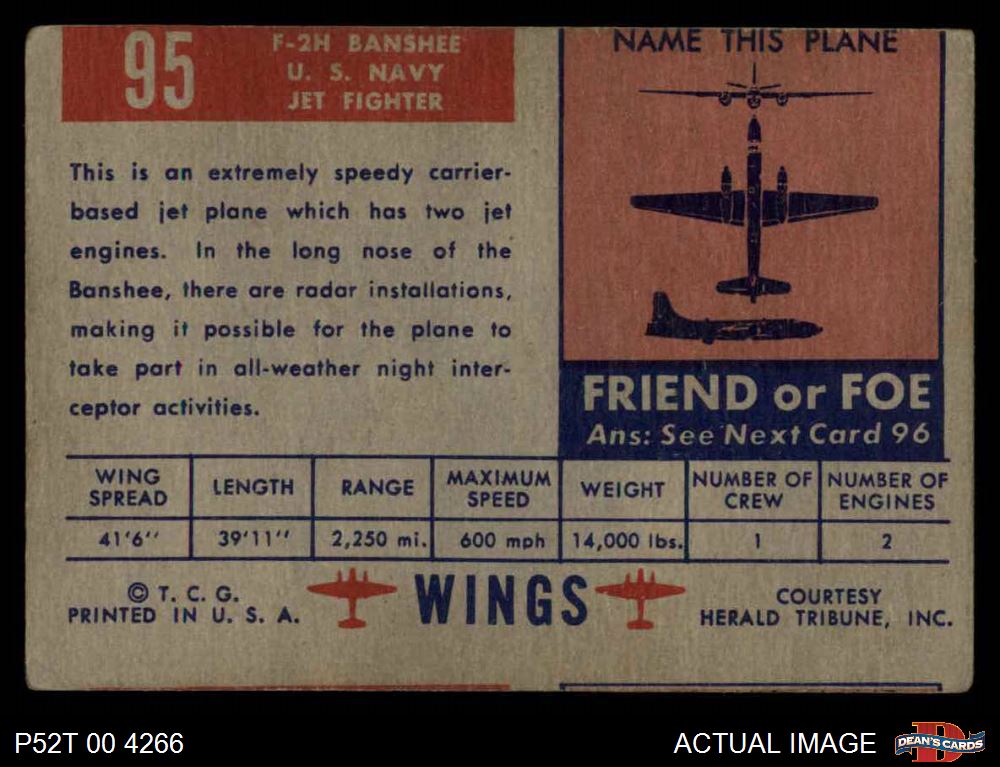 95
F-2H BANSHEE
U. S. NAVY
JET FIGHTER
This is an extremely speedy carrier-
based jet plane which has two jet
engines. In the long nose of the
Banshee, there are radar installations,
making it possible for the plane to
take part in all-weather night inter-
ceptor activities.
NAME THIS PLANE
FRIEND or FOE
Ans: See Next Card 96
WING SPREAD LENGTH RANGE MAXIMUM SPEED WEIGHT NUMBER OF CREW NUMBER OF ENGINES
41'6'' 39'11'' 2,250 mi. 600 mph 14,000 lbs. 1 2
© T. C. G.
PRINTED IN U. S. A.
WINGS
COURTESY
HERALD TRIBUNE, INC.
P52T 00 4266
ACTUAL IMAGE
D
DEAN'S CARDS